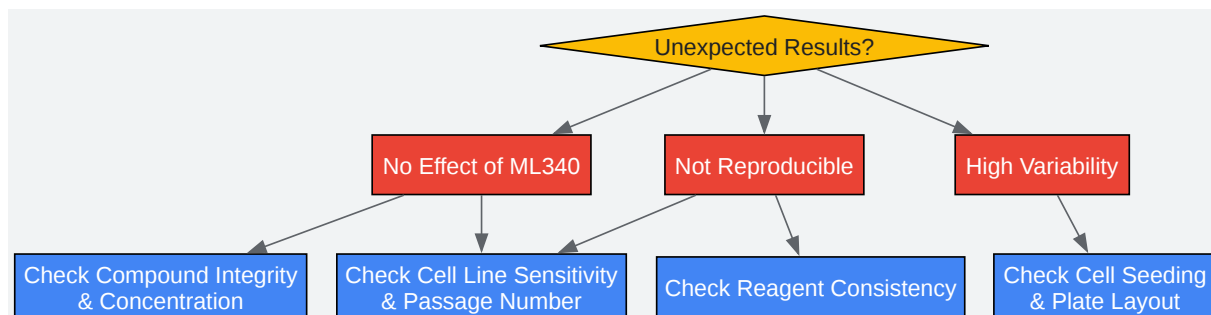 Unexpected Results?
No Effect of ML340
Not Reproducible
High Variability
Check Compound Integrity
& Concentration
Check Cell Line Sensitivity
& Passage Number
Check Reagent Consistency
Check Cell Seeding
& Plate Layout